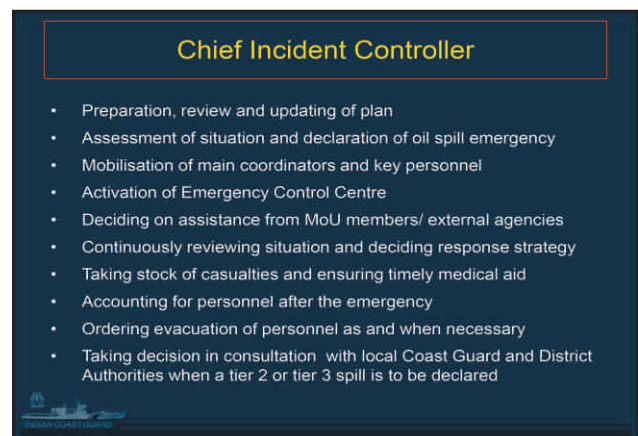 Chief Incident Controller
• Preparation, review and updating of plan
• Assessment of situation and declaration of oil spill emergency
• Mobilisation of main coordinators and key personnel
• Activation of Emergency Control Centre
• Deciding on assistance from MoU members/ external agencies
• Continuously reviewing situation and deciding response strategy
• Taking stock of casualties and ensuring timely medical aid
• Accounting for personnel after the emergency
• Ordering evacuation of personnel as and when necessary
• Taking decision in consultation with local Coast Guard and District
Authorities when a tier 2 or tier 3 spill is to be declared
INDIAN COAST GUARD